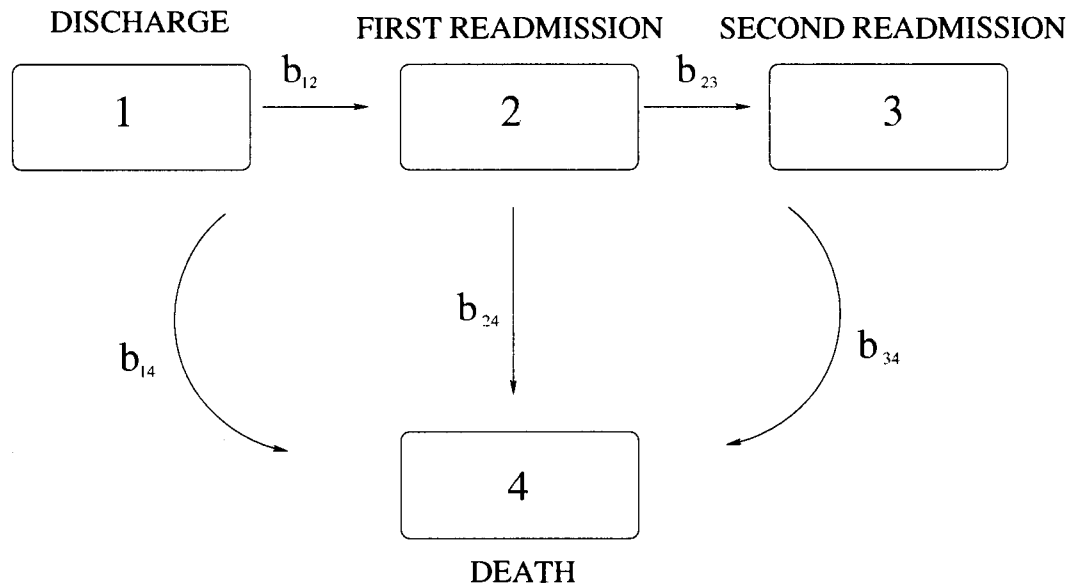 DISCHARGE
FIRST READMISSION
SECOND READMISSION
1
b12
2
b23
3
b14
b24
b34
4
DEATH